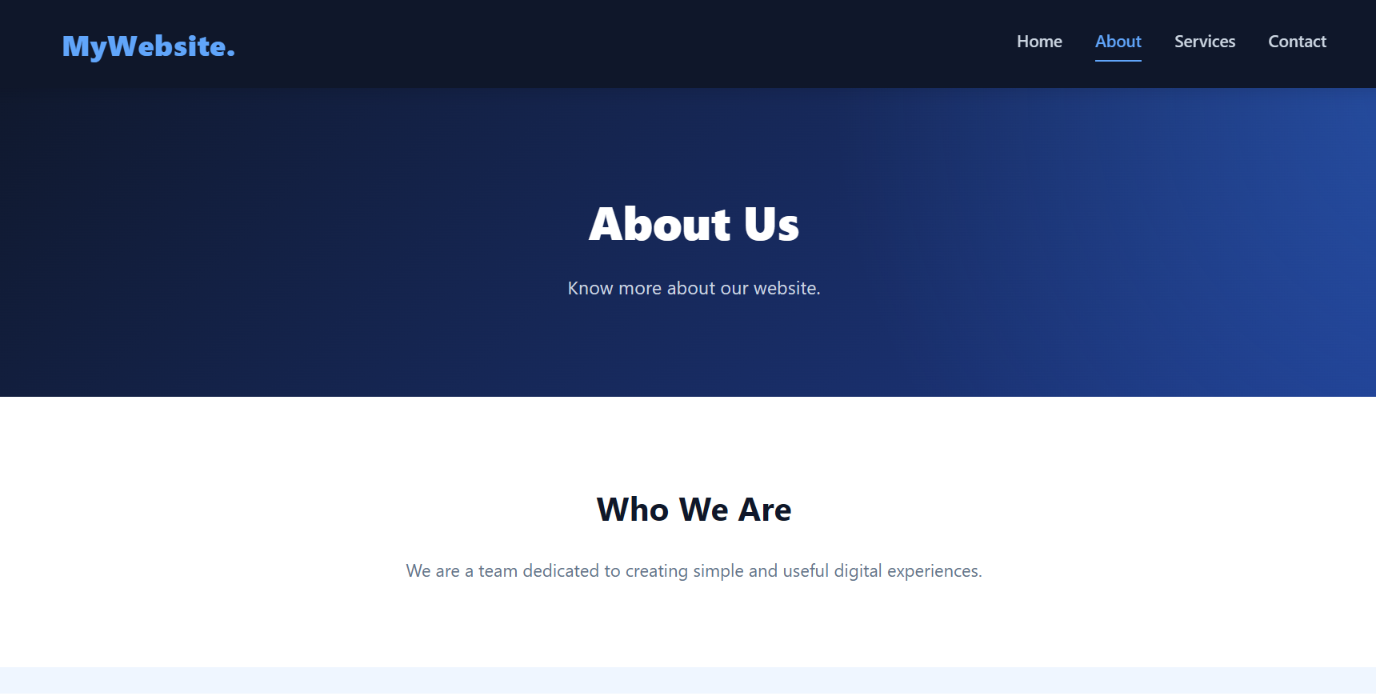 MyWebsite.
Home About Services Contact
About Us
Know more about our website.
Who We Are
We are a team dedicated to creating simple and useful digital experiences.